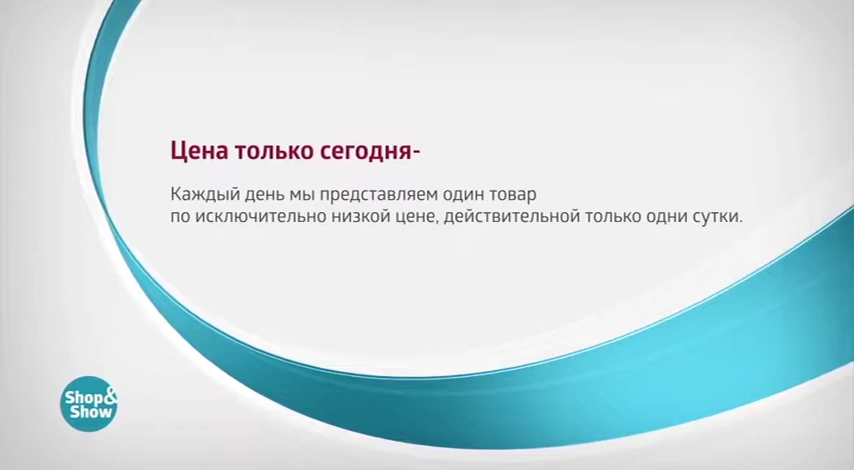 Цена только сегодня-
Каждый день мы представляем один товар
по исключительно низкой цене, действительной только одни сутки.
Shop&
Show